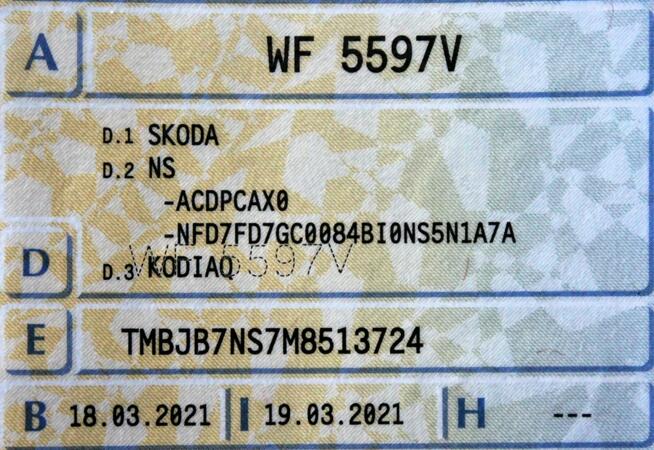 A WF 5597V
D.1 SKODA
D.2 NS
-ACDPCAX0
-NFD7FD7GC0084BI0NS5N1A7A
D D.3 KODIAQ
WF 5597V
E TMBJB7NS7M8513724
B 18.03.2021 I 19.03.2021 H ---